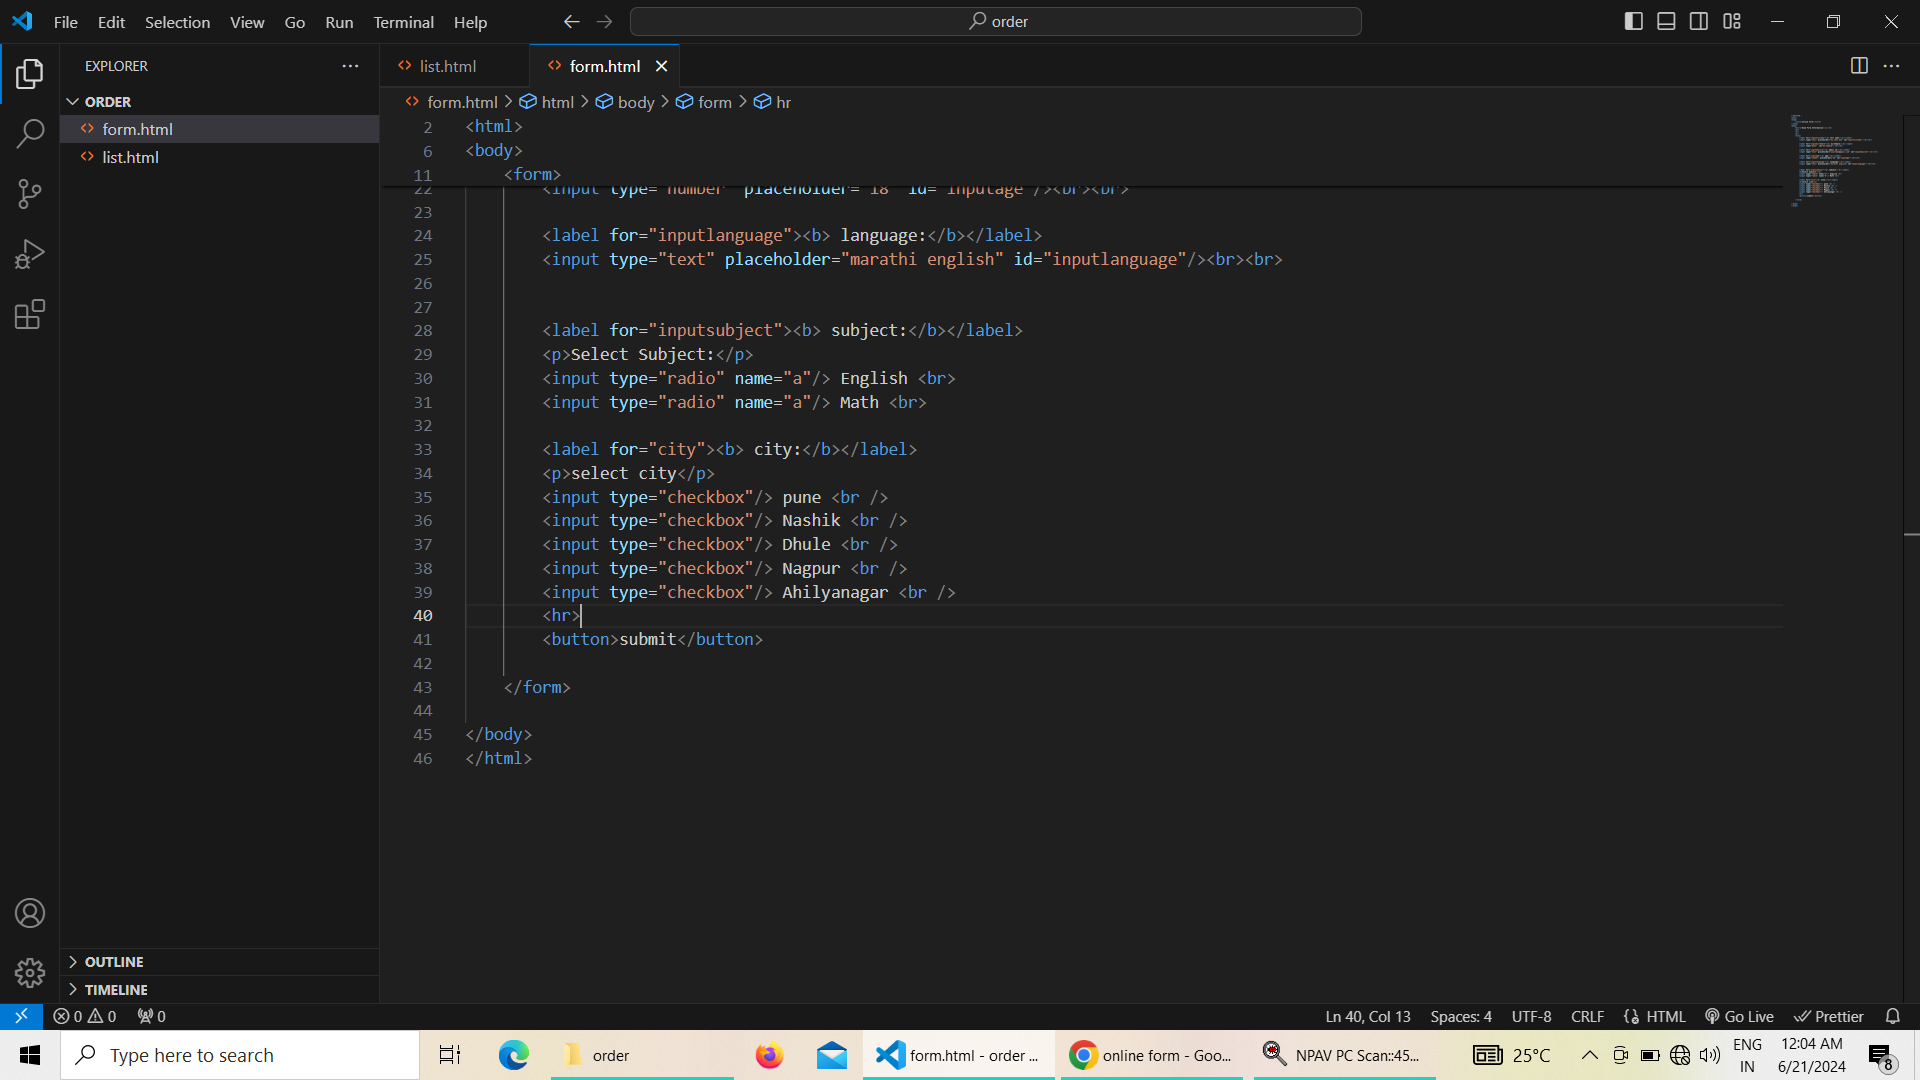 File Edit Selection View Go Run Terminal Help
order
EXPLORER
list.html
form.html
ORDER
form.html
list.html
form.html > html > body > form > hr
2 <html>
6 <body>
11 <form>
22 <input type="number" placeholder="18" id="inputage"/><br><br>
23
24 <label for="inputlanguage"><b> language:</b></label>
25 <input type="text" placeholder="marathi english" id="inputlanguage"/><br><br>
26
27
28 <label for="inputsubject"><b> subject:</b></label>
29 <p>Select Subject:</p>
30 <input type="radio" name="a"/> English <br>
31 <input type="radio" name="a"/> Math <br>
32
33 <label for="city"><b> city:</b></label>
34 <p>select city</p>
35 <input type="checkbox"/> pune <br />
36 <input type="checkbox"/> Nashik <br />
37 <input type="checkbox"/> Dhule <br />
38 <input type="checkbox"/> Nagpur <br />
39 <input type="checkbox"/> Ahilyanagar <br />
40 <hr>
41 <button>submit</button>
42
43 </form>
44
45 </body>
46 </html>
OUTLINE
TIMELINE
0 0 0
Ln 40, Col 13 Spaces: 4 UTF-8 CRLF HTML Go Live Prettier
Type here to search
order
form.html - order ...
online form - Goo...
NPAV PC Scan::45...
25°C
ENG
IN
12:04 AM
6/21/2024
8